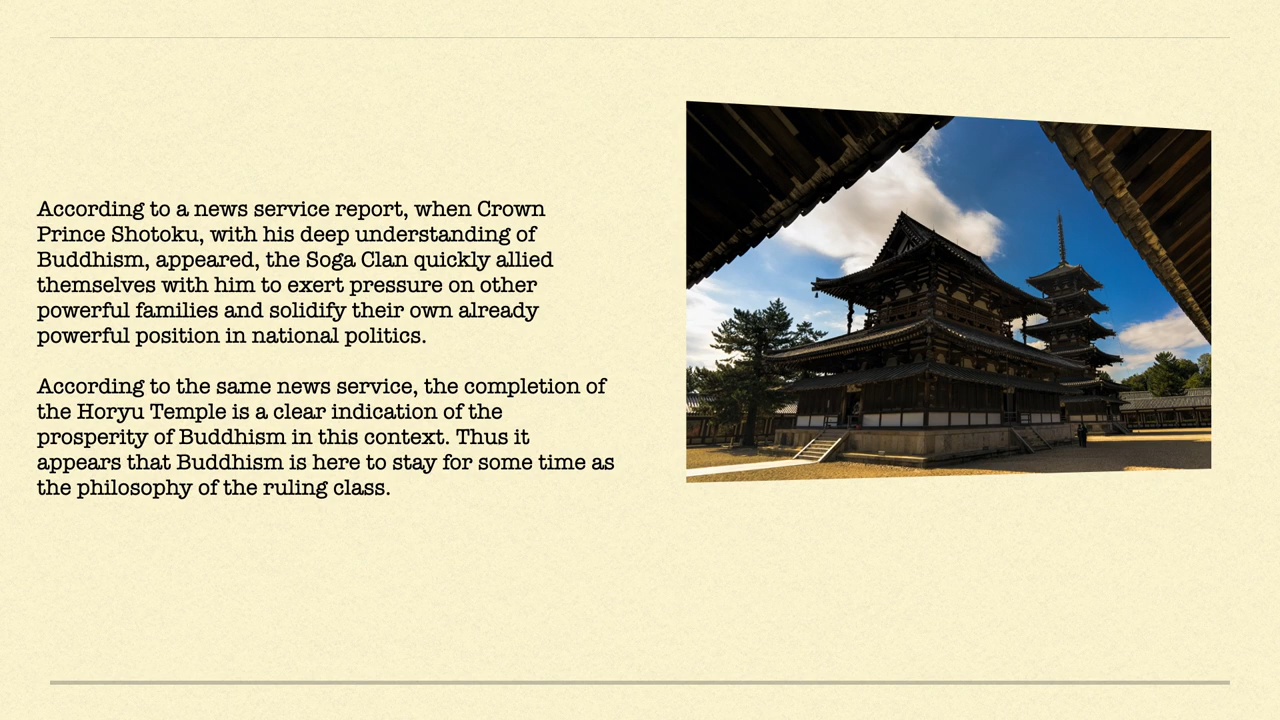 According to a news service report, when Crown
Prince Shotoku, with his deep understanding of
Buddhism, appeared, the Soga Clan quickly allied
themselves with him to exert pressure on other
powerful families and solidify their own already
powerful position in national politics.
According to the same news service, the completion of
the Horyu Temple is a clear indication of the
prosperity of Buddhism in this context. Thus it
appears that Buddhism is here to stay for some time as
the philosophy of the ruling class.